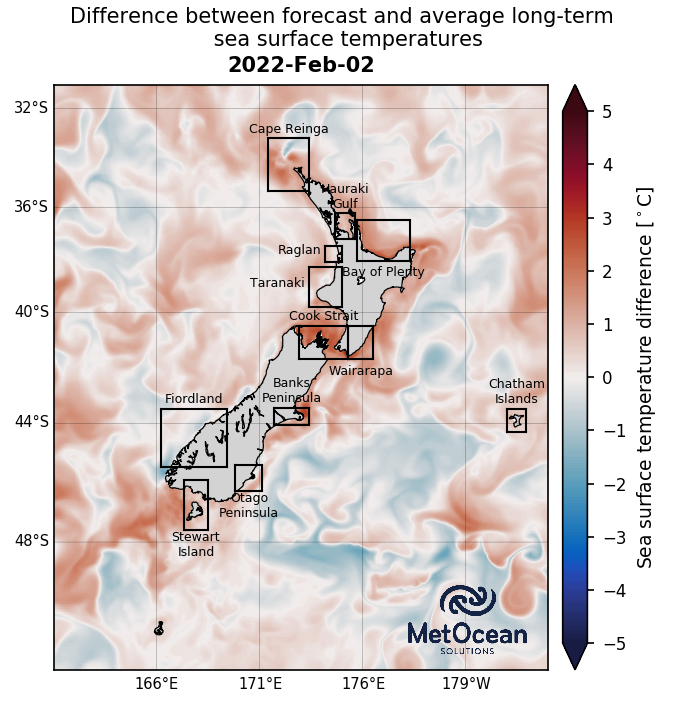 Difference between forecast and average long-term
sea surface temperatures
2022-Feb-02
32°S
36°S
40°S
44°S
48°S
166°E
171°E
176°E
179°W
Cape Reinga
Hauraki
Gulf
Raglan
Bay of Plenty
Taranaki
Cook Strait
Wairarapa
Banks
Peninsula
Fiordland
Chatham
Islands
Otago
Peninsula
Stewart
Island
MetOcean
SOLUTIONS
5
4
3
2
1
0
−1
−2
−3
−4
−5
Sea surface temperature difference [°C]